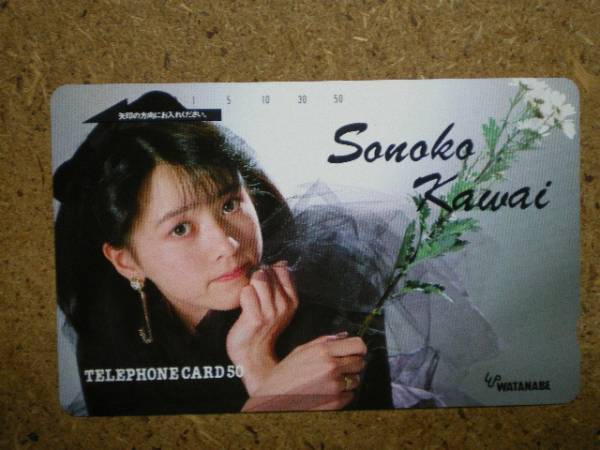 1 5 10 30 50
矢印の方向にお入れください。
Sonoko
Kawai
TELEPHONE CARD 50
WATANABE